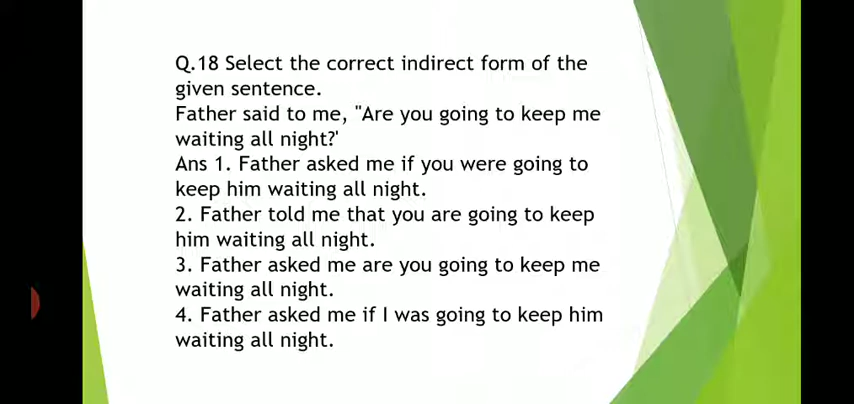 Q.18 Select the correct indirect form of the
given sentence.
Father said to me, "Are you going to keep me
waiting all night?'
Ans 1. Father asked me if you were going to
keep him waiting all night.
2. Father told me that you are going to keep
him waiting all night.
3. Father asked me are you going to keep me
waiting all night.
4. Father asked me if I was going to keep him
waiting all night.